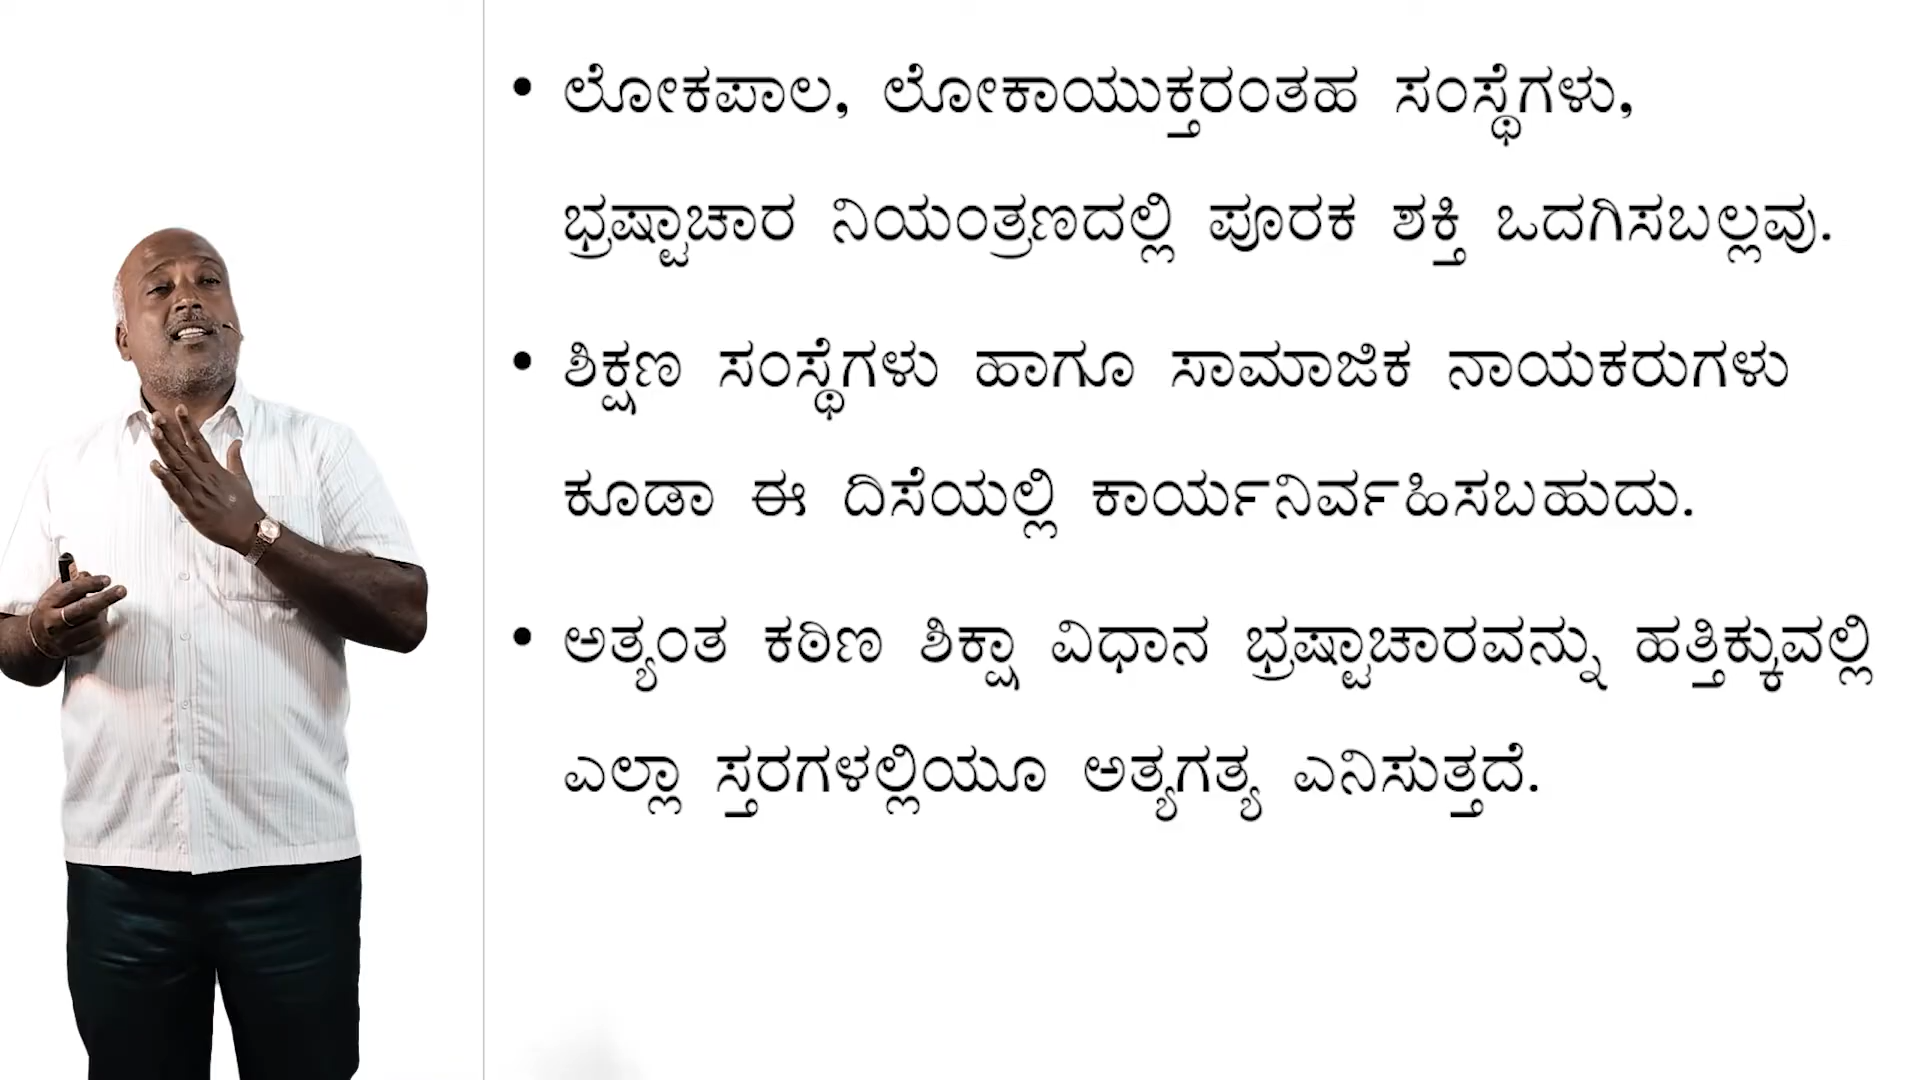 • ಲೋಕಪಾಲ, ಲೋಕಾಯುಕ್ತರಂತಹ ಸಂಸ್ಥೆಗಳು,
ಭ್ರಷ್ಟಾಚಾರ ನಿಯಂತ್ರಣದಲ್ಲಿ ಪೂರಕ ಶಕ್ತಿ ಒದಗಿಸಬಲ್ಲವು.
• ಶಿಕ್ಷಣ ಸಂಸ್ಥೆಗಳು ಹಾಗೂ ಸಾಮಾಜಿಕ ನಾಯಕರುಗಳು
ಕೂಡಾ ಈ ದಿಸೆಯಲ್ಲಿ ಕಾರ್ಯನಿರ್ವಹಿಸಬಹುದು.
• ಅತ್ಯಂತ ಕಠಿಣ ಶಿಕ್ಷಾ ವಿಧಾನ ಭ್ರಷ್ಟಾಚಾರವನ್ನು ಹತ್ತಿಕ್ಕುವಲ್ಲಿ
ಎಲ್ಲಾ ಸ್ತರಗಳಲ್ಲಿಯೂ ಅತ್ಯಗತ್ಯ ಎನಿಸುತ್ತದೆ.